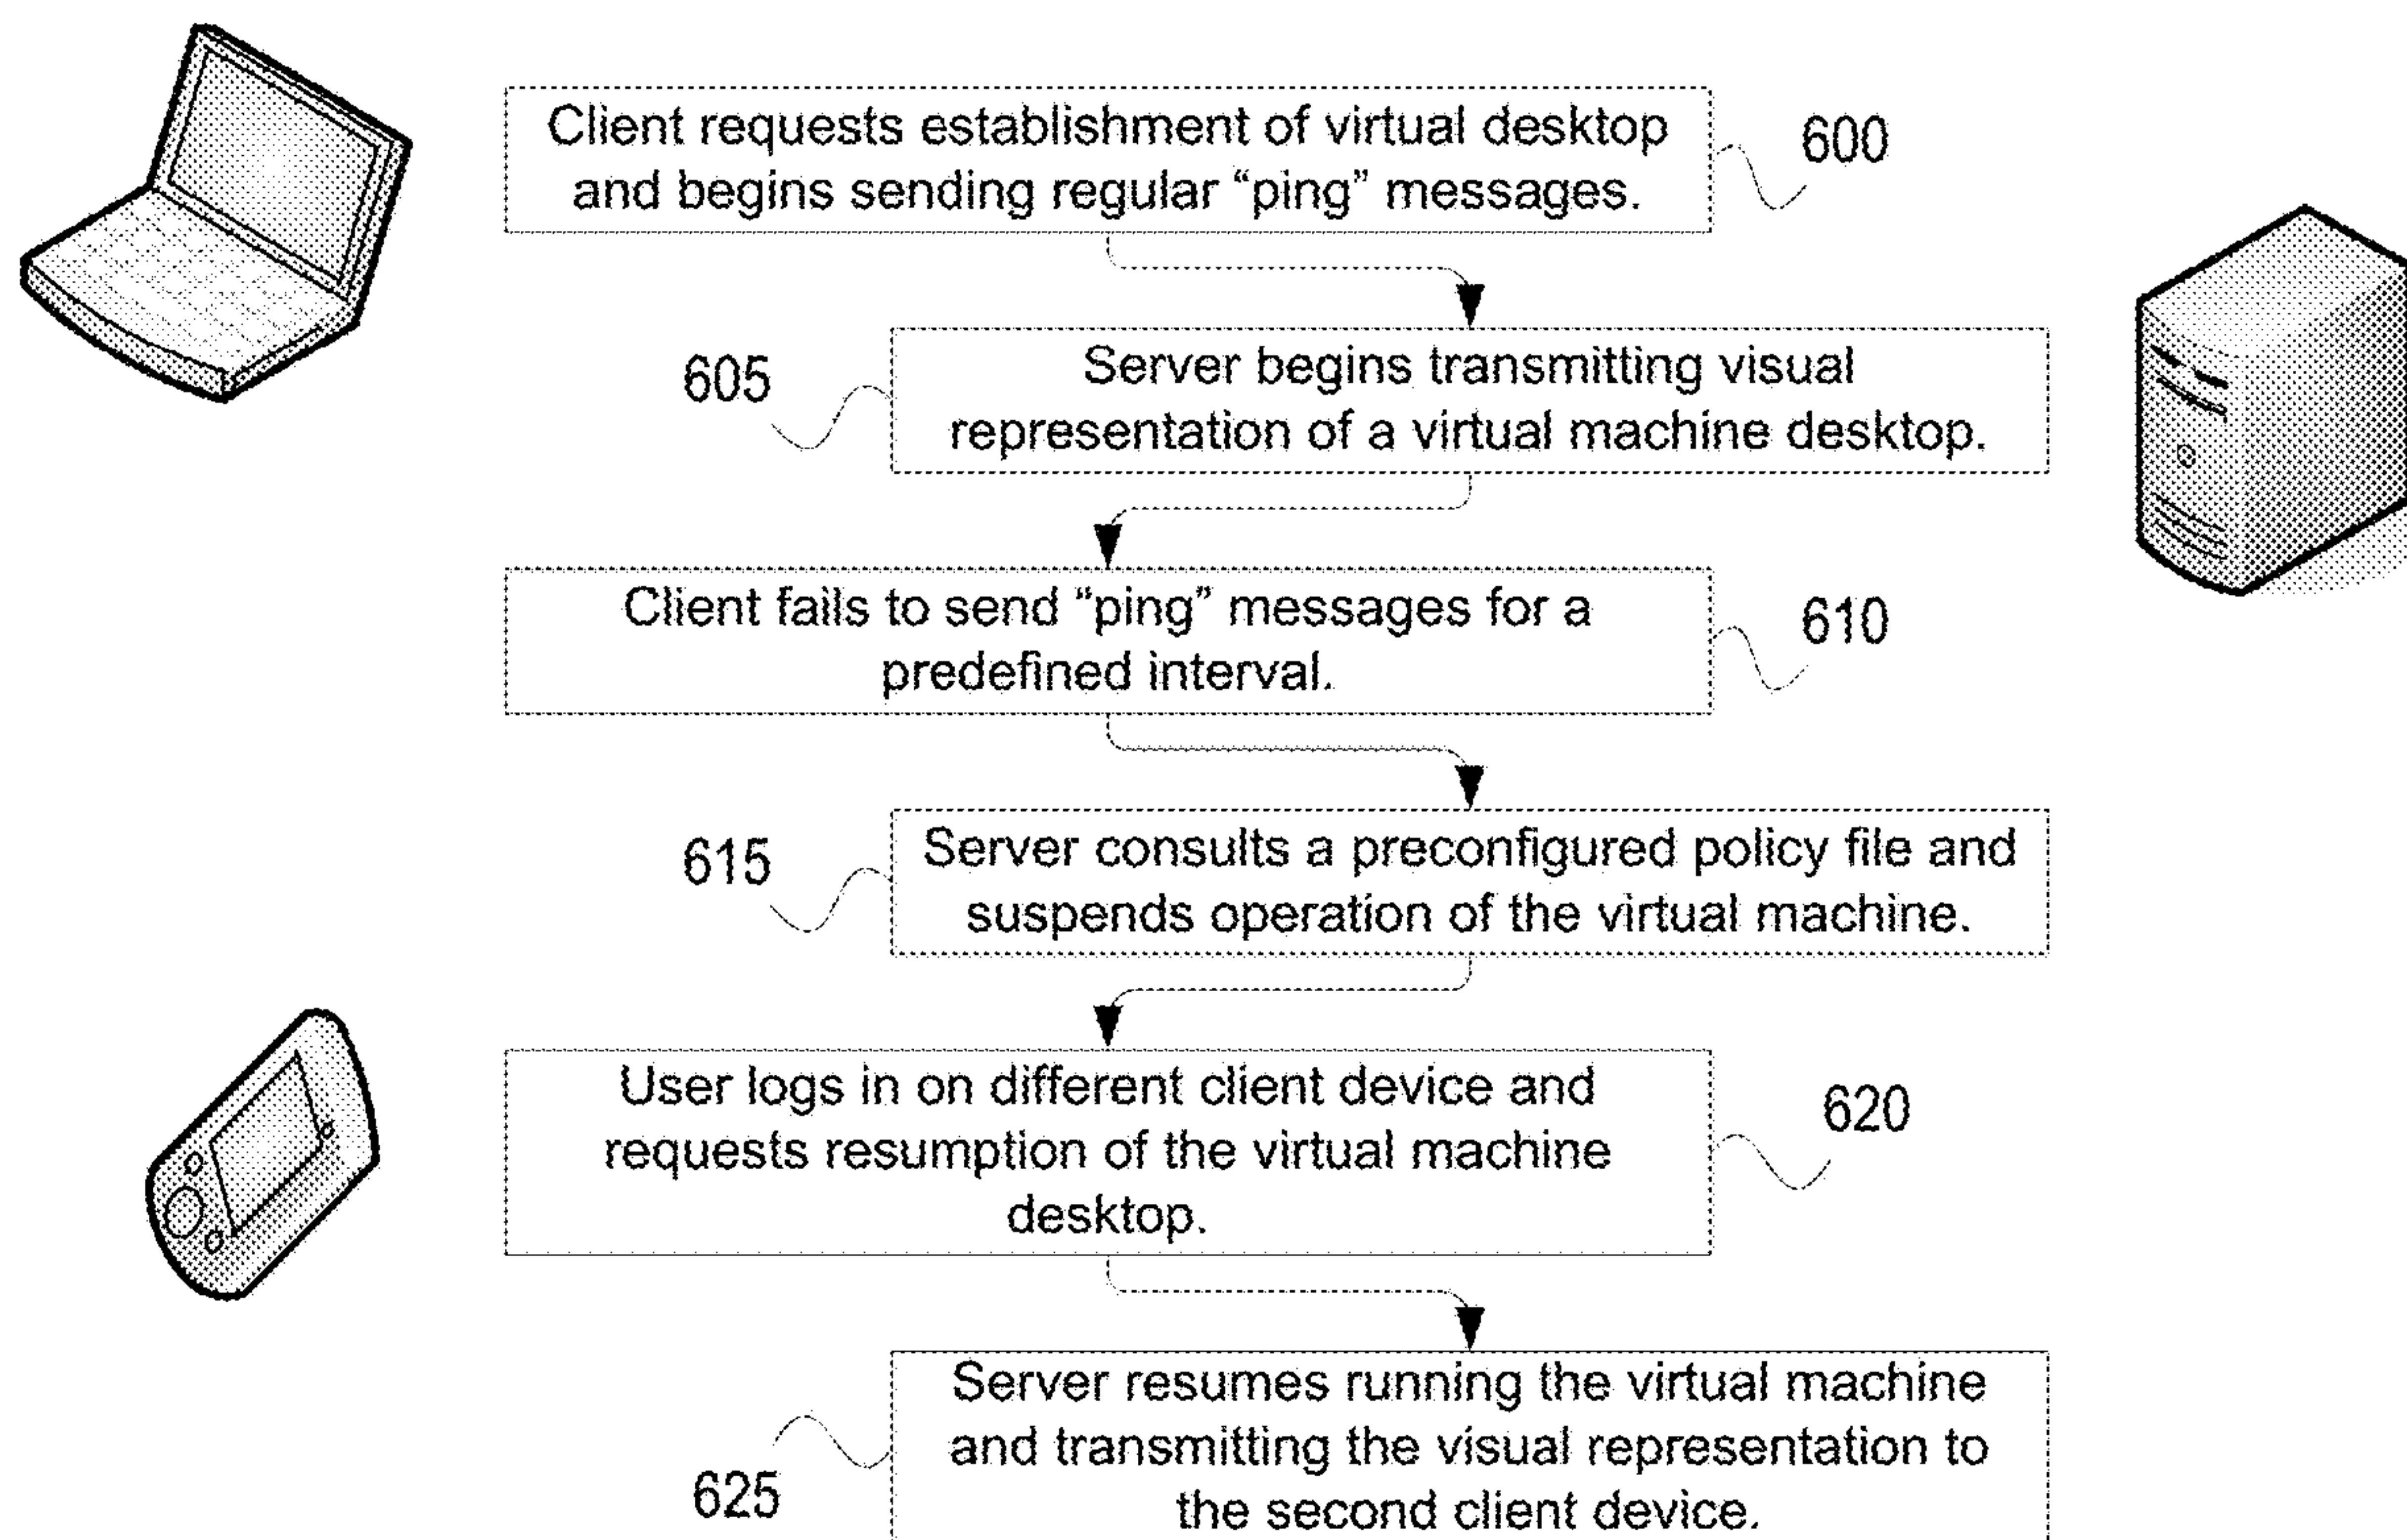 Client requests establishment of virtual desktop
and begins sending regular “ping” messages.
600
605
Server begins transmitting visual
representation of a virtual machine desktop.
Client fails to send “ping” messages for a
predefined interval.
610
615
Server consults a preconfigured policy file and
suspends operation of the virtual machine.
User logs in on different client device and
requests resumption of the virtual machine
desktop.
620
625
Server resumes running the virtual machine
and transmitting the visual representation to
the second client device.